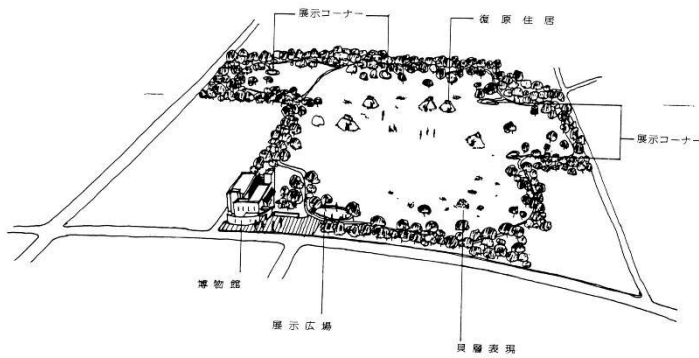 展示コーナー
復原住居
展示コーナー
博物館
展示広場
貝層表現